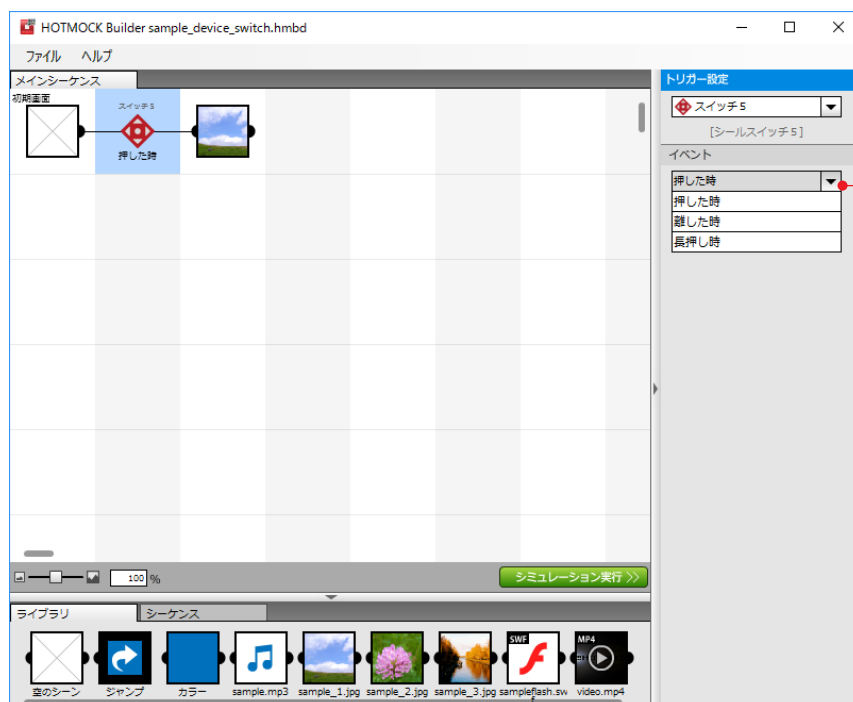 HOTMOCK Builder sample_device_switch.hmbd
ファイル ヘルプ
メインシーケンス
初期画面
スイッチ5
押した時
トリガー設定
スイッチ5
[シールスイッチ5]
イベント
押した時
押した時
離した時
長押し時
100 %
シミュレーション実行
ライブラリ シーケンス
SWF MP4
空のシーン ジャンプ カラー sample.mp3 sample_1.jpg sample_2.jpg sample_3.jpg sampleflash.sw video.mp4